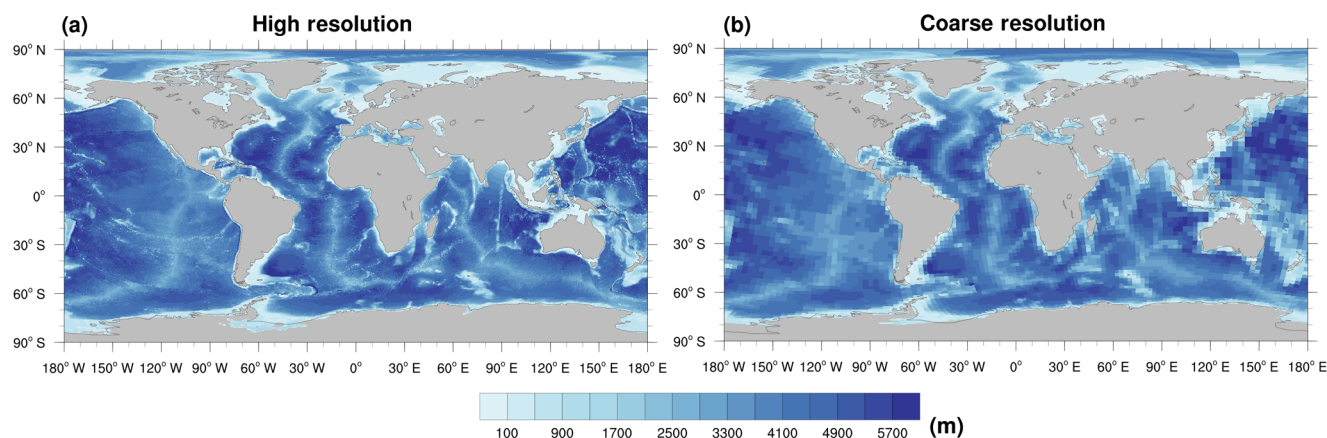 (a) High resolution
90° N
60° N
30° N
0°
30° S
60° S
90° S
180° W 150° W 120° W 90° W 60° W 30° W 0° 30° E 60° E 90° E 120° E 150° E 180° E
(b) Coarse resolution
90° N
60° N
30° N
0°
30° S
60° S
90° S
180° W 150° W 120° W 90° W 60° W 30° W 0° 30° E 60° E 90° E 120° E 150° E 180° E
100 900 1700 2500 3300 4100 4900 5700 (m)